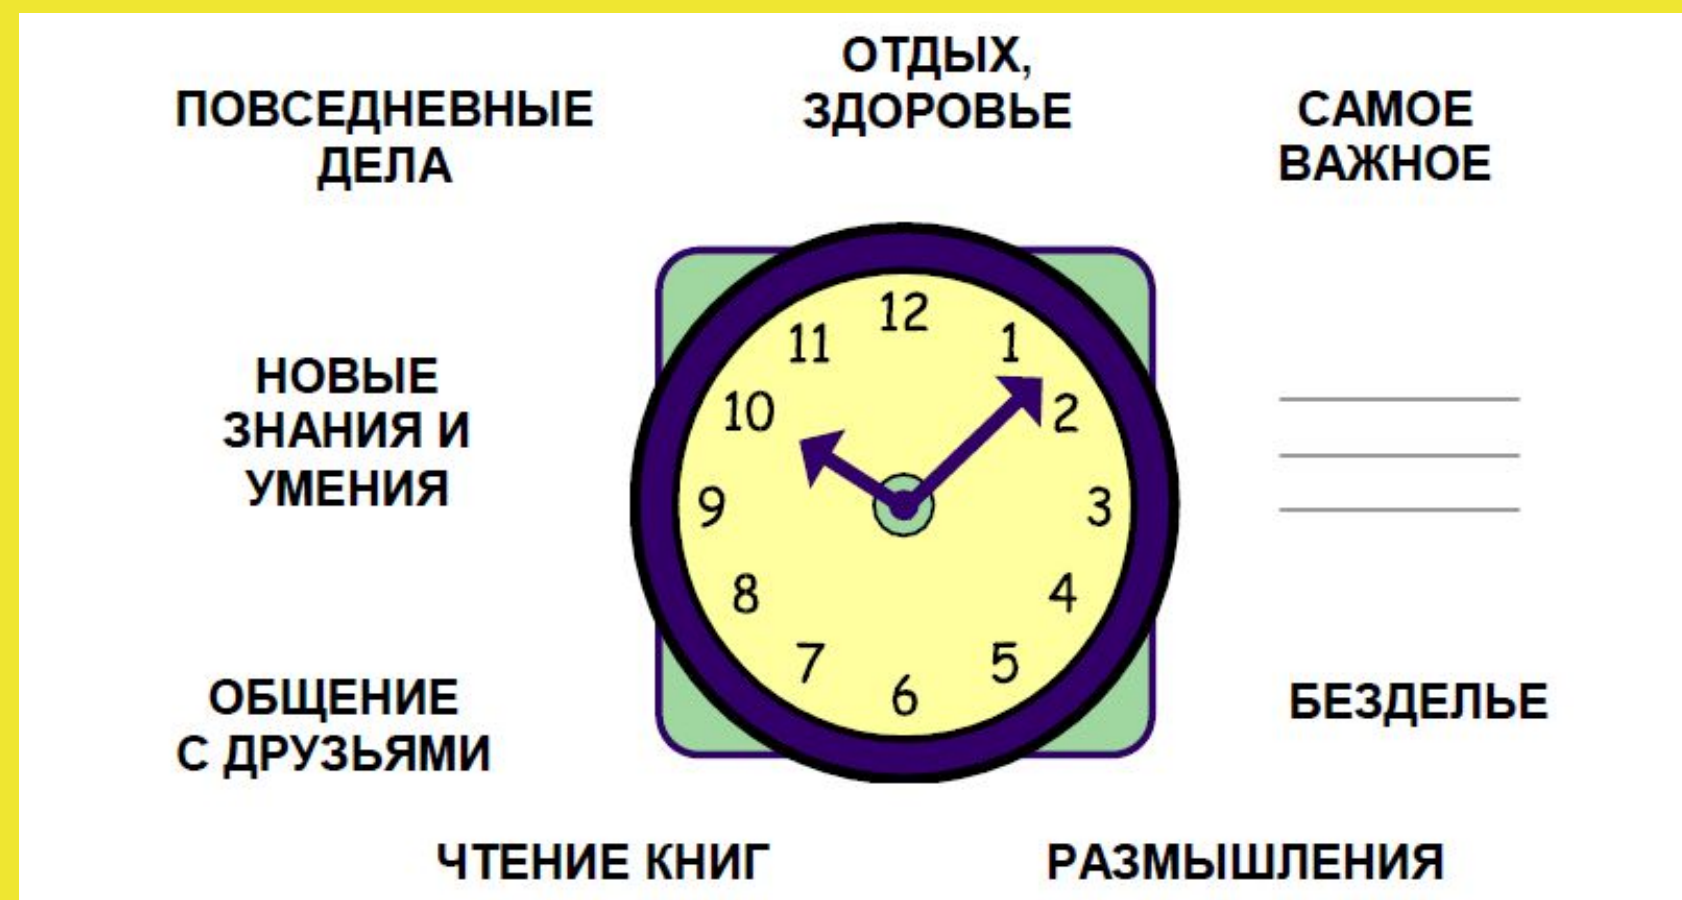 ОТДЫХ,
ЗДОРОВЬЕ
ПОВСЕДНЕВНЫЕ
ДЕЛА
САМОЕ
ВАЖНОЕ
12
11
1
10
2
9
3
8
4
7
5
6
НОВЫЕ
ЗНАНИЯ И
УМЕНИЯ
ОБЩЕНИЕ
С ДРУЗЬЯМИ
БЕЗДЕЛЬЕ
ЧТЕНИЕ КНИГ
РАЗМЫШЛЕНИЯ